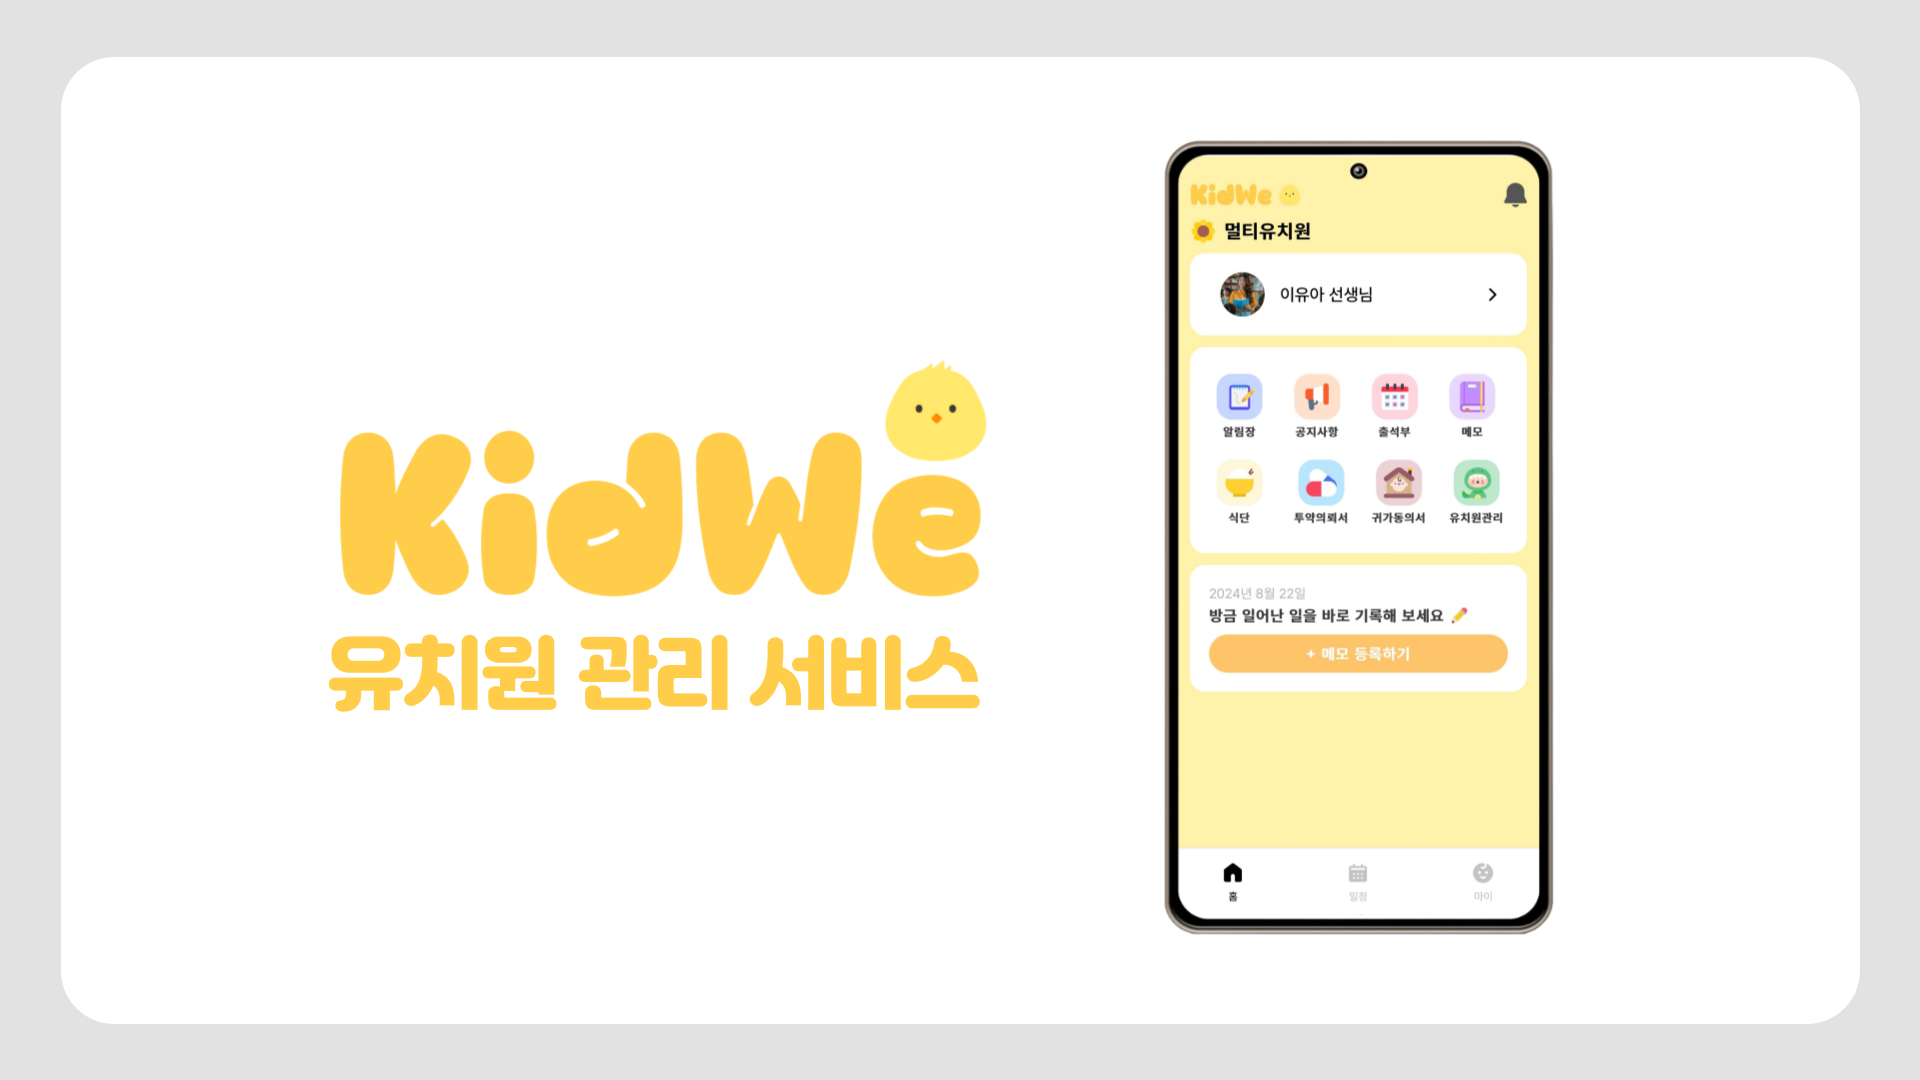 KidWe
유치원 관리 서비스
KidWe
멀티유치원
이유아 선생님
알림장 공지사항 출석부 메모
식단 투약의뢰서 귀가동의서 유치원관리
2024년 8월 22일
방금 일어난 일을 바로 기록해 보세요
+ 메모 등록하기
홈 일정 마이